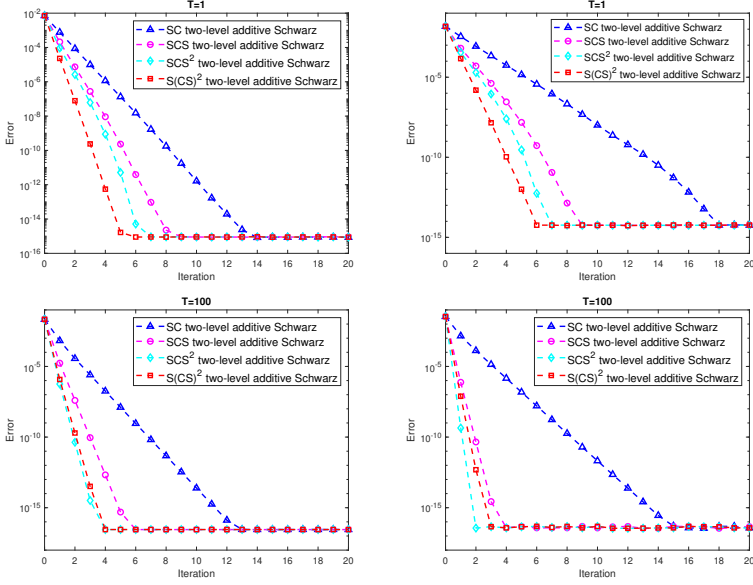 T=1
10^-2
10^-4
10^-6
10^-8
10^-10
10^-12
10^-14
10^-16
Error
SC two-level additive Schwarz
SCS two-level additive Schwarz
SCS^2 two-level additive Schwarz
S(CS)^2 two-level additive Schwarz
0 2 4 6 8 10 12 14 16 18 20
Iteration
T=1
10^-5
10^-10
10^-15
Error
SC two-level additive Schwarz
SCS two-level additive Schwarz
SCS^2 two-level additive Schwarz
S(CS)^2 two-level additive Schwarz
0 2 4 6 8 10 12 14 16 18 20
Iteration
T=100
10^-5
10^-10
10^-15
Error
SC two-level additive Schwarz
SCS two-level additive Schwarz
SCS^2 two-level additive Schwarz
S(CS)^2 two-level additive Schwarz
0 2 4 6 8 10 12 14 16 18 20
Iteration
T=100
10^-5
10^-10
10^-15
Error
SC two-level additive Schwarz
SCS two-level additive Schwarz
SCS^2 two-level additive Schwarz
S(CS)^2 two-level additive Schwarz
0 2 4 6 8 10 12 14 16 18 20
Iteration